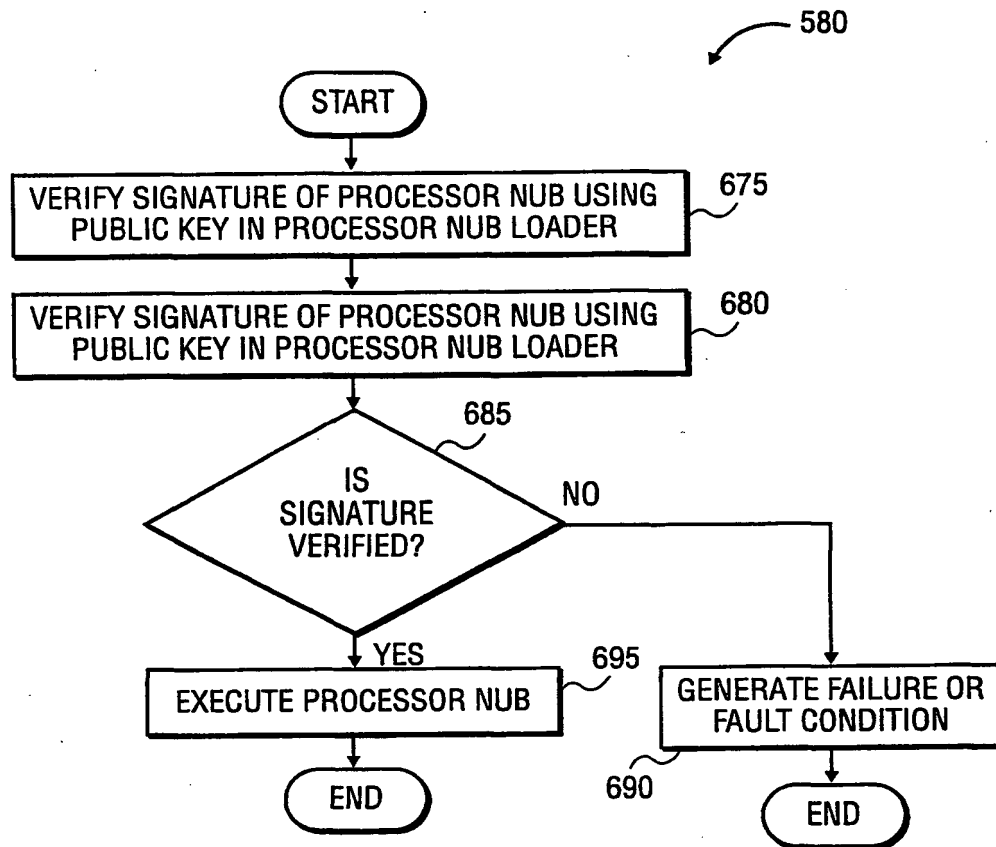 580
START
VERIFY SIGNATURE OF PROCESSOR NUB USING
PUBLIC KEY IN PROCESSOR NUB LOADER
675
VERIFY SIGNATURE OF PROCESSOR NUB USING
PUBLIC KEY IN PROCESSOR NUB LOADER
680
685
IS
SIGNATURE
VERIFIED?
NO
YES
EXECUTE PROCESSOR NUB
695
GENERATE FAILURE OR
FAULT CONDITION
690
END
END